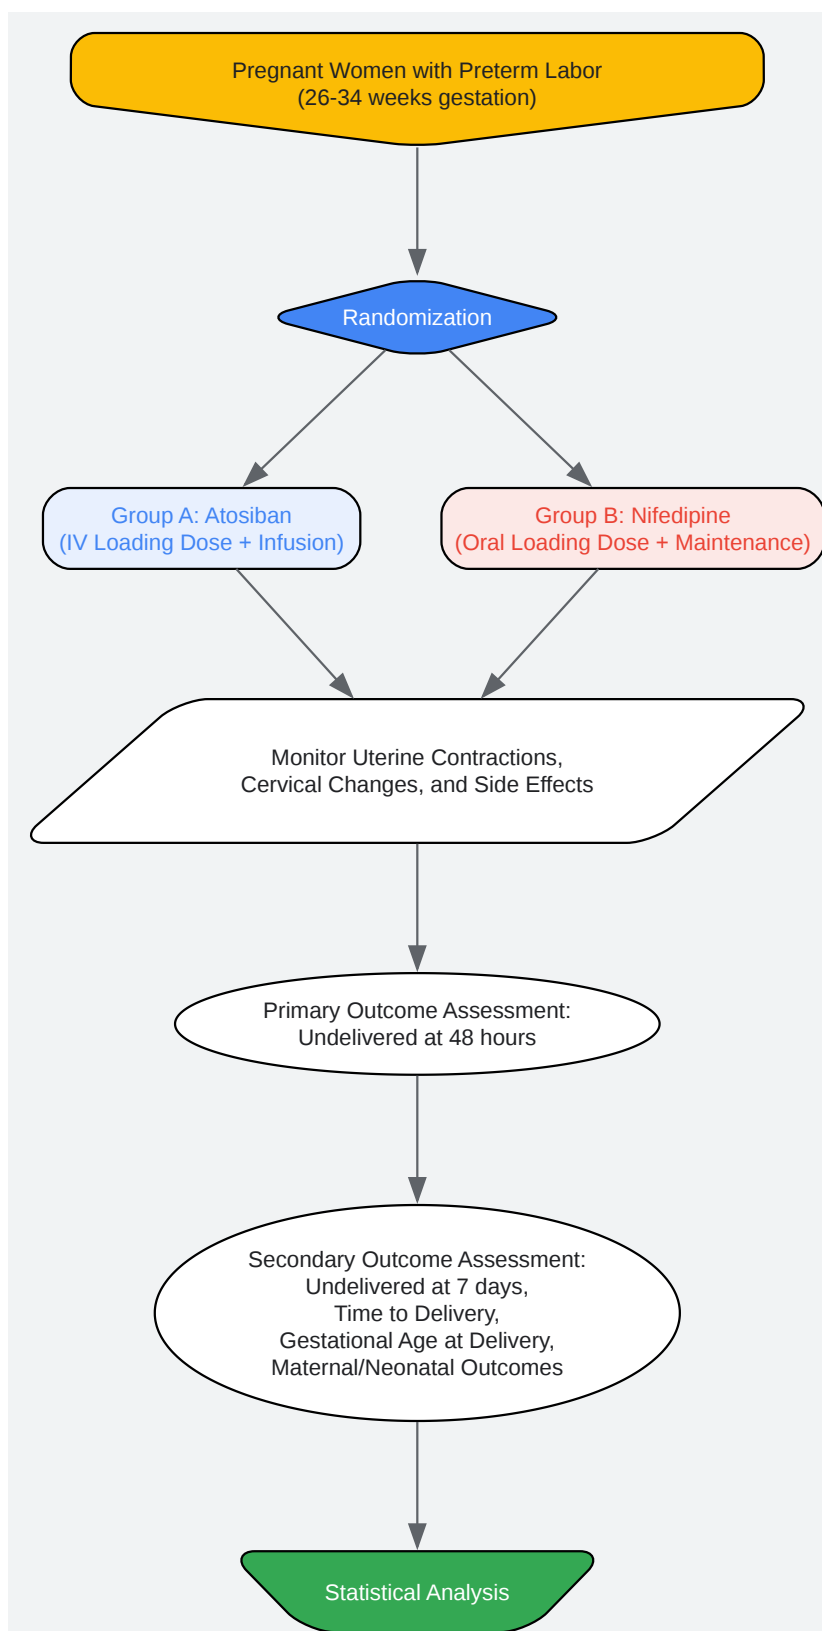 Pregnant Women with Preterm Labor
(26-34 weeks gestation)
Randomization
Group A: Atosiban
(IV Loading Dose + Infusion)
Group B: Nifedipine
(Oral Loading Dose + Maintenance)
Monitor Uterine Contractions,
Cervical Changes, and Side Effects
Primary Outcome Assessment:
Undelivered at 48 hours
Secondary Outcome Assessment:
Undelivered at 7 days,
Time to Delivery,
Gestational Age at Delivery,
Maternal/Neonatal Outcomes
Statistical Analysis